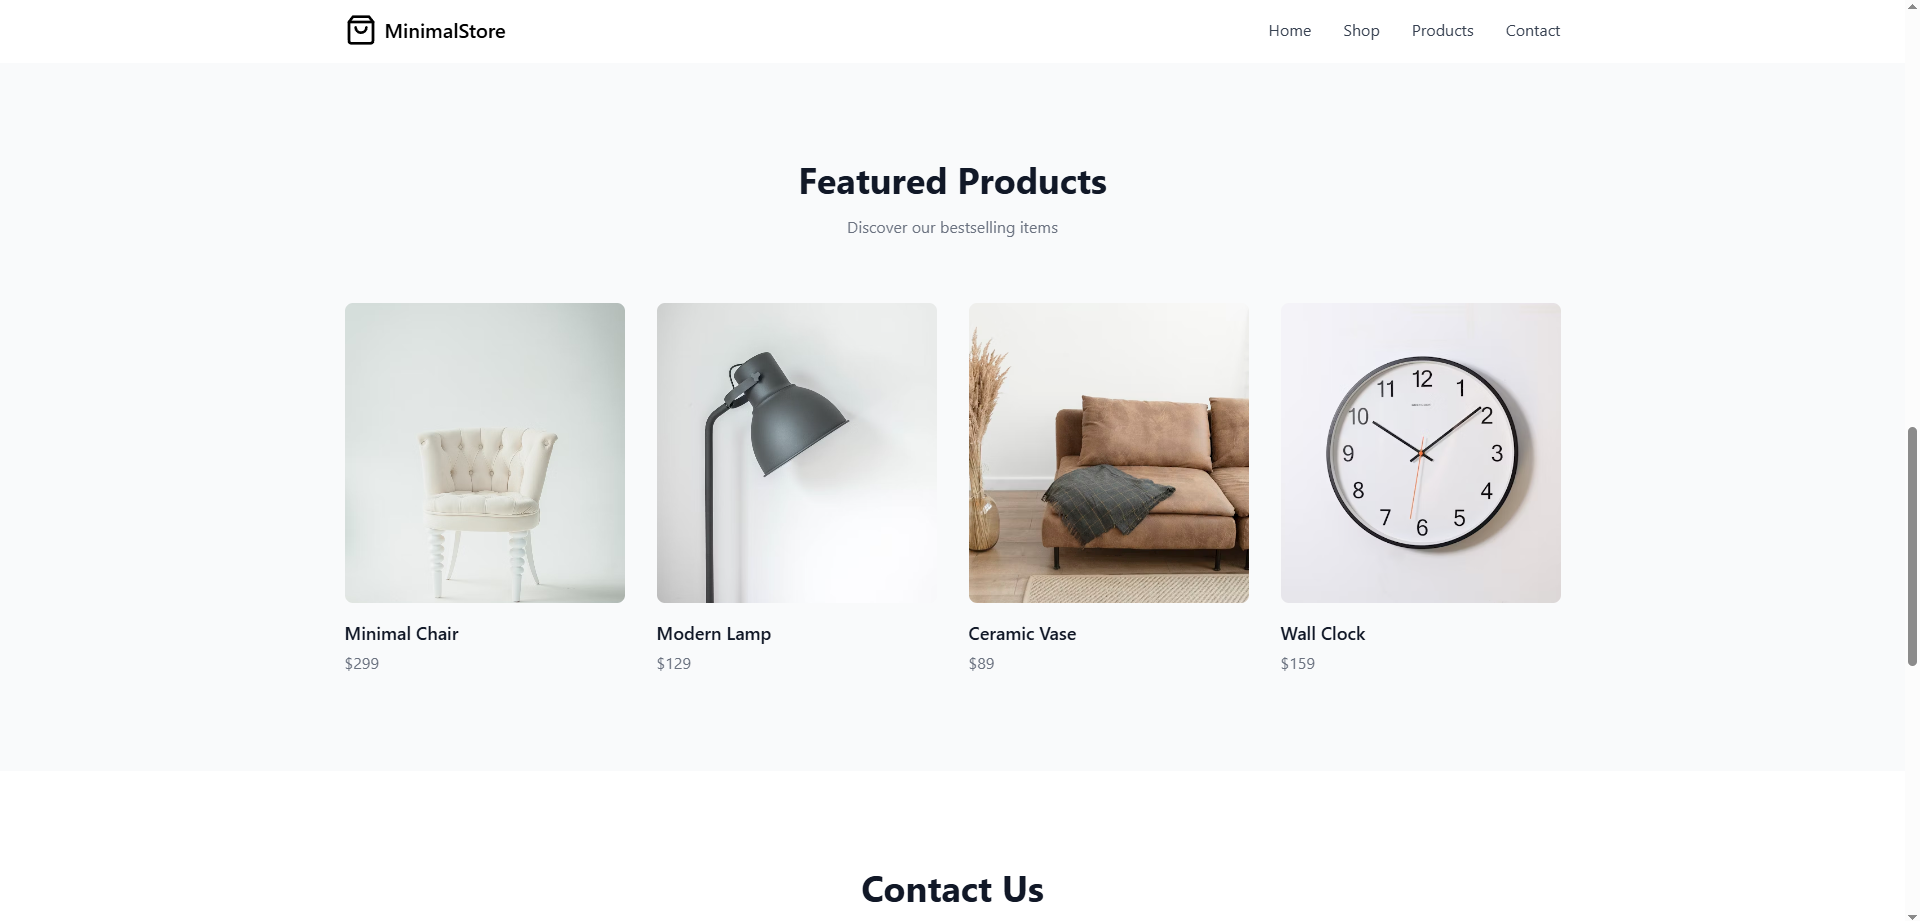 MinimalStore
Home Shop Products Contact
Featured Products
Discover our bestselling items
12
11 1
10 2
9 3
8 4
7 5
6
Minimal Chair
$299
Modern Lamp
$129
Ceramic Vase
$89
Wall Clock
$159
Contact Us